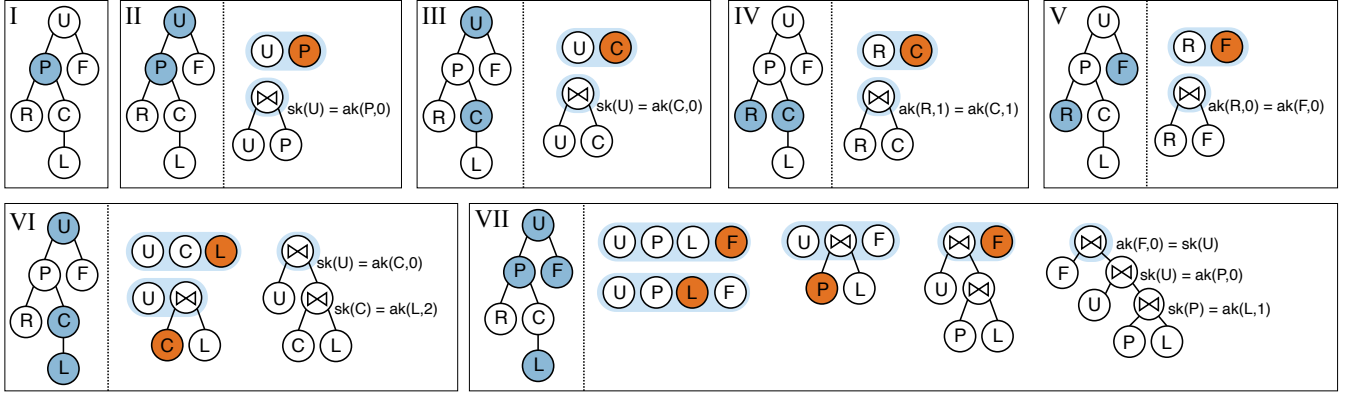 I
U
P F
R C
L
II
U
P F
R C
L
U P
⋈ sk(U) = ak(P,0)
U P
III
U
P F
R C
L
U C
⋈ sk(U) = ak(C,0)
U C
IV
U
P F
R C
L
R C
⋈ ak(R,1) = ak(C,1)
R C
V
U
P F
R C
L
R F
⋈ ak(R,0) = ak(F,0)
R F
VI
U
P F
R C
L
U C L
U ⋈
C L
⋈ sk(U) = ak(C,0)
U ⋈ sk(C) = ak(L,2)
C L
VII
U
P F
R C
L
U P L F
U P L F
U ⋈ F
P L
⋈ F
U ⋈
P L
⋈ ak(F,0) = sk(U)
F ⋈ sk(U) = ak(P,0)
U ⋈ sk(P) = ak(L,1)
P L